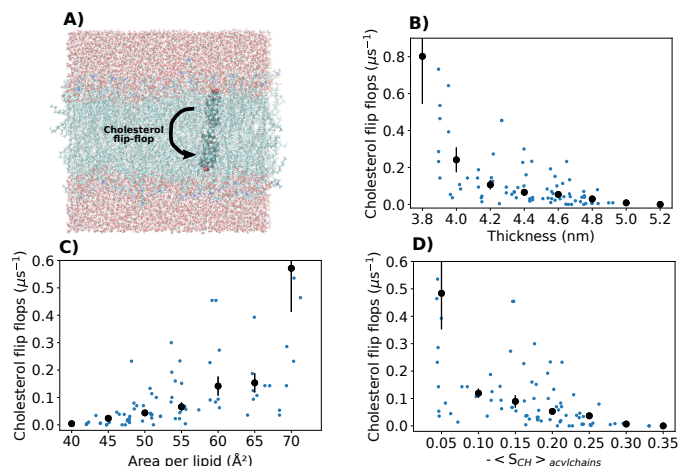 A)
Cholesterol
flip-flop
B)
Cholesterol flip flops (μs⁻¹)
0.8
0.6
0.4
0.2
0.0
3.8 4.0 4.2 4.4 4.6 4.8 5.0 5.2
Thickness (nm)
C)
Cholesterol flip flops (μs⁻¹)
0.6
0.5
0.4
0.3
0.2
0.1
0.0
40 45 50 55 60 65 70
Area per lipid (Å²)
D)
Cholesterol flip flops (μs⁻¹)
0.6
0.5
0.4
0.3
0.2
0.1
0.0
0.05 0.10 0.15 0.20 0.25 0.30 0.35
-< S_CH >_acylchains